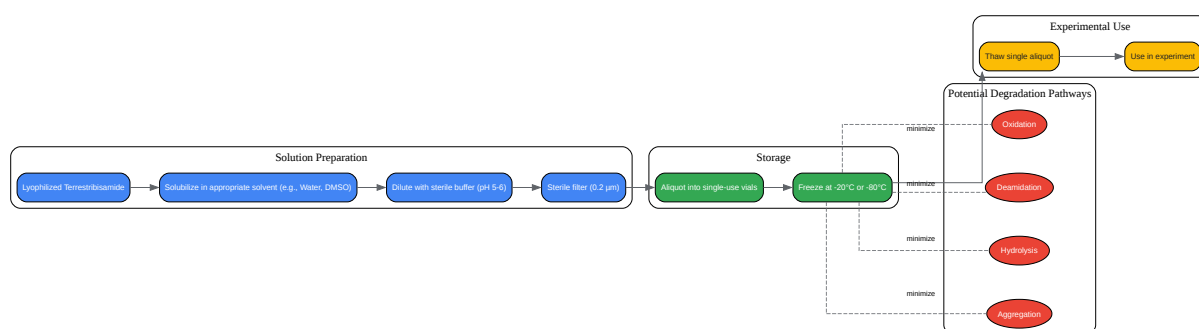 Experimental Use
Thaw single aliquot
Use in experiment
Potential Degradation Pathways
Oxidation
minimize
Solution Preparation
Storage
Lyophilized Terrestribisamide
Solubilize in appropriate solvent (e.g., Water, DMSO)
Dilute with sterile buffer (pH 5-6)
Sterile filter (0.2 µm)
Aliquot into single-use vials
Freeze at -20°C or -80°C
minimize
Deamidation
minimize
Hydrolysis
minimize
Aggregation